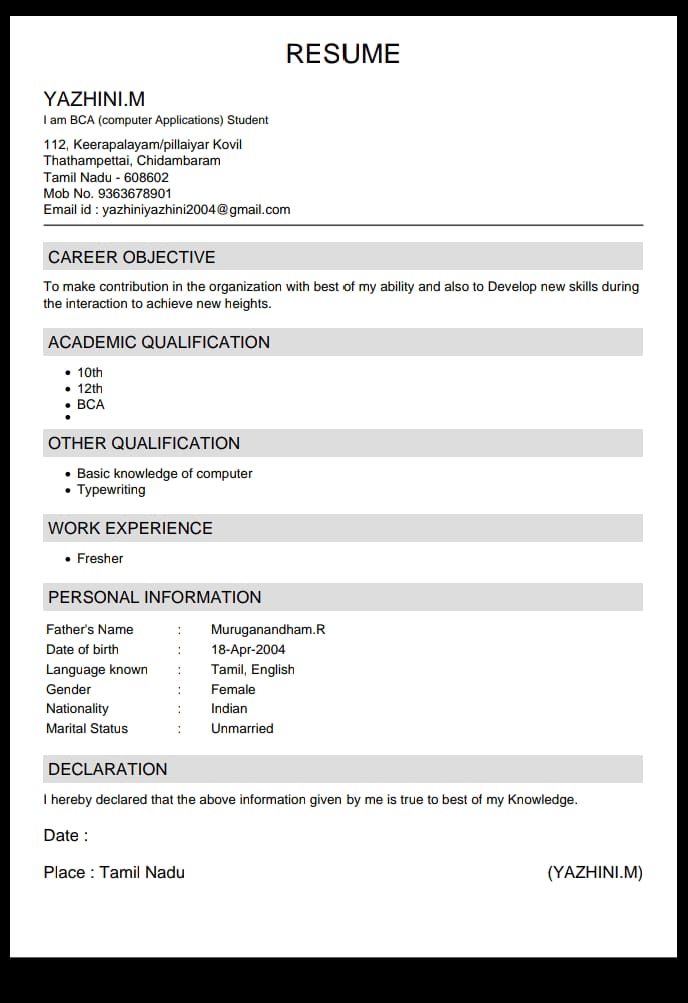 RESUME
YAZHINI.M
I am BCA (computer Applications) Student
112, Keerapalayam/pillaiyar Kovil
Thathampettai, Chidambaram
Tamil Nadu - 608602
Mob No. 9363678901
Email id : yazhiniyazhini2004@gmail.com
CAREER OBJECTIVE
To make contribution in the organization with best of my ability and also to Develop new skills during
the interaction to achieve new heights.
ACADEMIC QUALIFICATION
• 10th
• 12th
• BCA
•
OTHER QUALIFICATION
• Basic knowledge of computer
• Typewriting
WORK EXPERIENCE
• Fresher
PERSONAL INFORMATION
Father's Name : Muruganandham.R
Date of birth : 18-Apr-2004
Language known : Tamil, English
Gender : Female
Nationality : Indian
Marital Status : Unmarried
DECLARATION
I hereby declared that the above information given by me is true to best of my Knowledge.
Date :
Place : Tamil Nadu (YAZHINI.M)